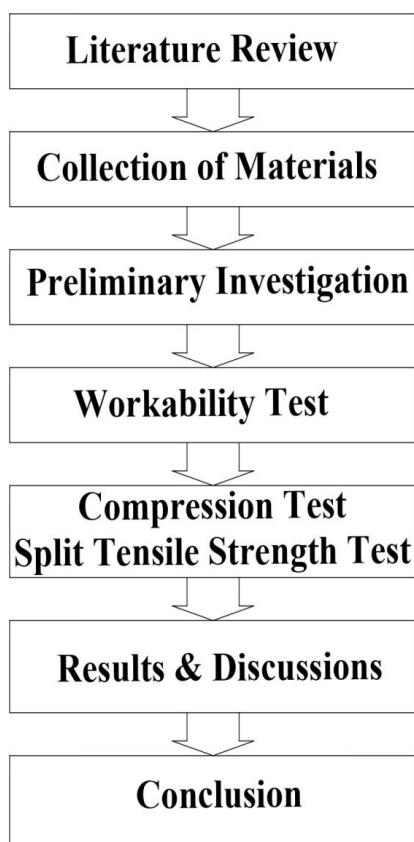 Literature Review
Collection of Materials
Preliminary Investigation
Workability Test
Compression Test
Split Tensile Strength Test
Results & Discussions
Conclusion